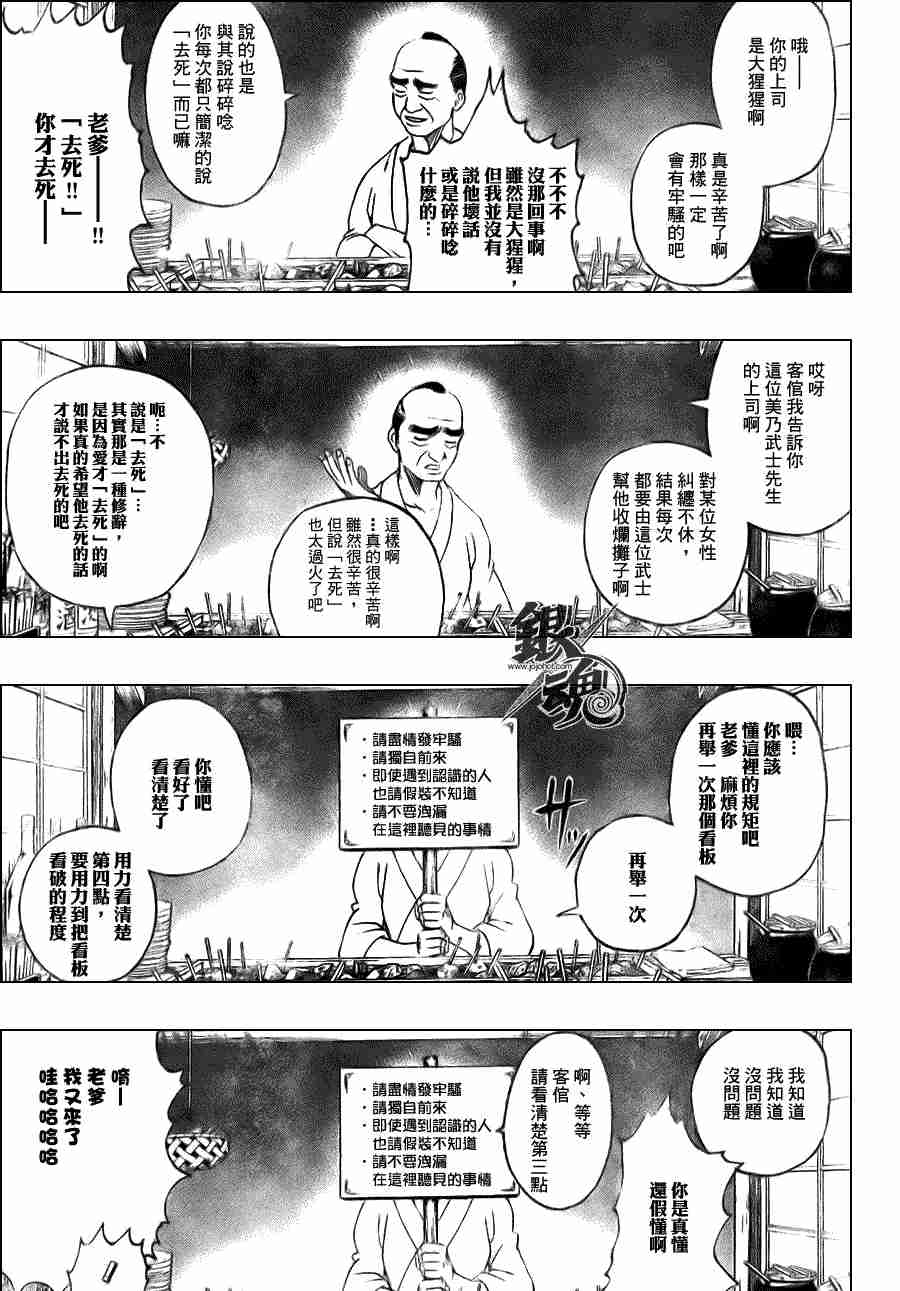 哦——
你的上司
是大猩猩啊
真是辛苦了啊
那樣一定
會有牢騷的吧
不不不
沒那回事啊
雖然是大猩猩，
但我並沒有
說他壞話
或是碎碎唸
什麼的…
說的也是
與其說碎碎唸
你每次都只簡潔的說
「去死」而已嘛
老爹——!!
「去死!!」
你才去死——
哎呀
客倌我告訴你
這位美乃武士先生
的上司啊
對某位女性
糾纏不休，
結果每次
都要由這位武士
幫他收爛攤子啊
這樣啊
…真的很辛苦啊
雖然很辛苦，
但說「去死」
也太過火了吧
呃…不
說是「去死」…
其實那是一種修辭，
是因為愛才「去死」的啊
如果真的希望他去死的話
才說不出去死的吧
酒
銀魂
www.jojohot.com
喂…
你應該
懂這裡的規矩吧
老爹 麻煩你
再舉一次那個看板
再舉一次
·請盡情發牢騷
·請獨自前來
·即使遇到認識的人
也請假裝不知道
·請不要洩漏
在這裡聽見的事情
你懂吧
看好了
看清楚了
用力看清楚
第四點，
要用力到把看板
看破的程度
我知道
我知道
沒問題
沒問題
你是真懂
還假懂啊
啊、等等
客倌
請看清楚第三點
·請盡情發牢騷
·請獨自前來
·即使遇到認識的人
也請假裝不知道
·請不要洩漏
在這裡聽見的事情
唷—
老爹
我又來了
哇哈哈哈哈